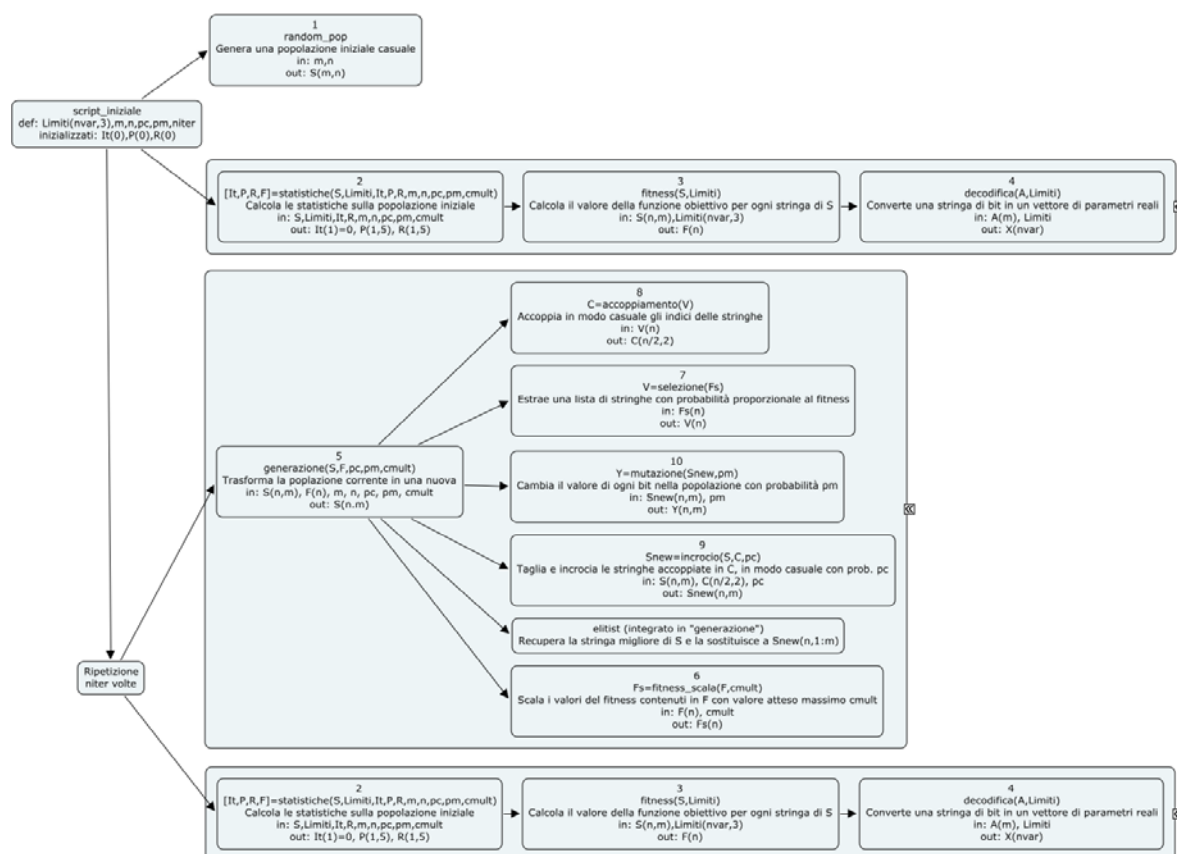 1
random_pop
Genera una popolazione iniziale casuale
in: m,n
out: S(m,n)
script_iniziale
def: Limiti(nvar,3),m,n,pc,pm,niter
inizializzati: It(0),P(0),R(0)
2
[It,P,R,F]=statistiche(S,Limiti,It,P,R,m,n,pc,pm,cmult)
Calcola le statistiche sulla popolazione iniziale
in: S,Limiti,It,R,m,n,pc,pm,cmult
out: It(1)=0, P(1,5), R(1,5)
3
fitness(S,Limiti)
Calcola il valore della funzione obiettivo per ogni stringa di S
in: S(n,m),Limiti(nvar,3)
out: F(n)
4
decodifica(A,Limiti)
Converte una stringa di bit in un vettore di parametri reali
in: A(m), Limiti
out: X(nvar)
8
C=accoppiamento(V)
Accoppia in modo casuale gli indici delle stringhe
in: V(n)
out: C(n/2,2)
7
V=selezione(Fs)
Estrae una lista di stringhe con probabilità proporzionale al fitness
in: Fs(n)
out: V(n)
5
generazione(S,F,pc,pm,cmult)
Trasforma la poplazione corrente in una nuova
in: S(n,m), F(n), m, n, pc, pm, cmult
out: S(n.m)
10
Y=mutazione(Snew,pm)
Cambia il valore di ogni bit nella popolazione con probabilità pm
in: Snew(n,m), pm
out: Y(n,m)
9
Snew=incrocio(S,C,pc)
Taglia e incrocia le stringhe accoppiate in C, in modo casuale con prob. pc
in: S(n,m), C(n/2,2), pc
out: Snew(n,m)
elitist (integrato in "generazione")
Recupera la stringa migliore di S e la sostituisce a Snew(n,1:m)
6
Fs=fitness_scala(F,cmult)
Scala i valori del fitness contenuti in F con valore atteso massimo cmult
in: F(n), cmult
out: Fs(n)
Ripetizione
niter volte
2
[It,P,R,F]=statistiche(S,Limiti,It,P,R,m,n,pc,pm,cmult)
Calcola le statistiche sulla popolazione iniziale
in: S,Limiti,It,R,m,n,pc,pm,cmult
out: It(1)=0, P(1,5), R(1,5)
3
fitness(S,Limiti)
Calcola il valore della funzione obiettivo per ogni stringa di S
in: S(n,m),Limiti(nvar,3)
out: F(n)
4
decodifica(A,Limiti)
Converte una stringa di bit in un vettore di parametri reali
in: A(m), Limiti
out: X(nvar)